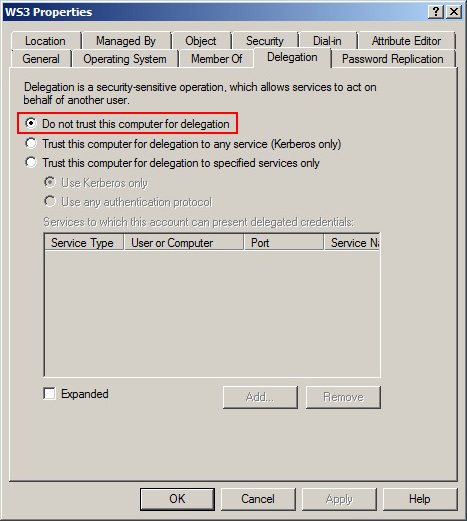 WS3 Properties
Location Managed By Object Security Dial-in Attribute Editor
General Operating System Member Of Delegation Password Replication
Delegation is a security-sensitive operation, which allows services to act on
behalf of another user.
Do not trust this computer for delegation
Trust this computer for delegation to any service (Kerberos only)
Trust this computer for delegation to specified services only
Use Kerberos only
Use any authentication protocol
Services to which this account can present delegated credentials:
Service Type User or Computer Port Service Na
Expanded Add... Remove
OK Cancel Apply Help